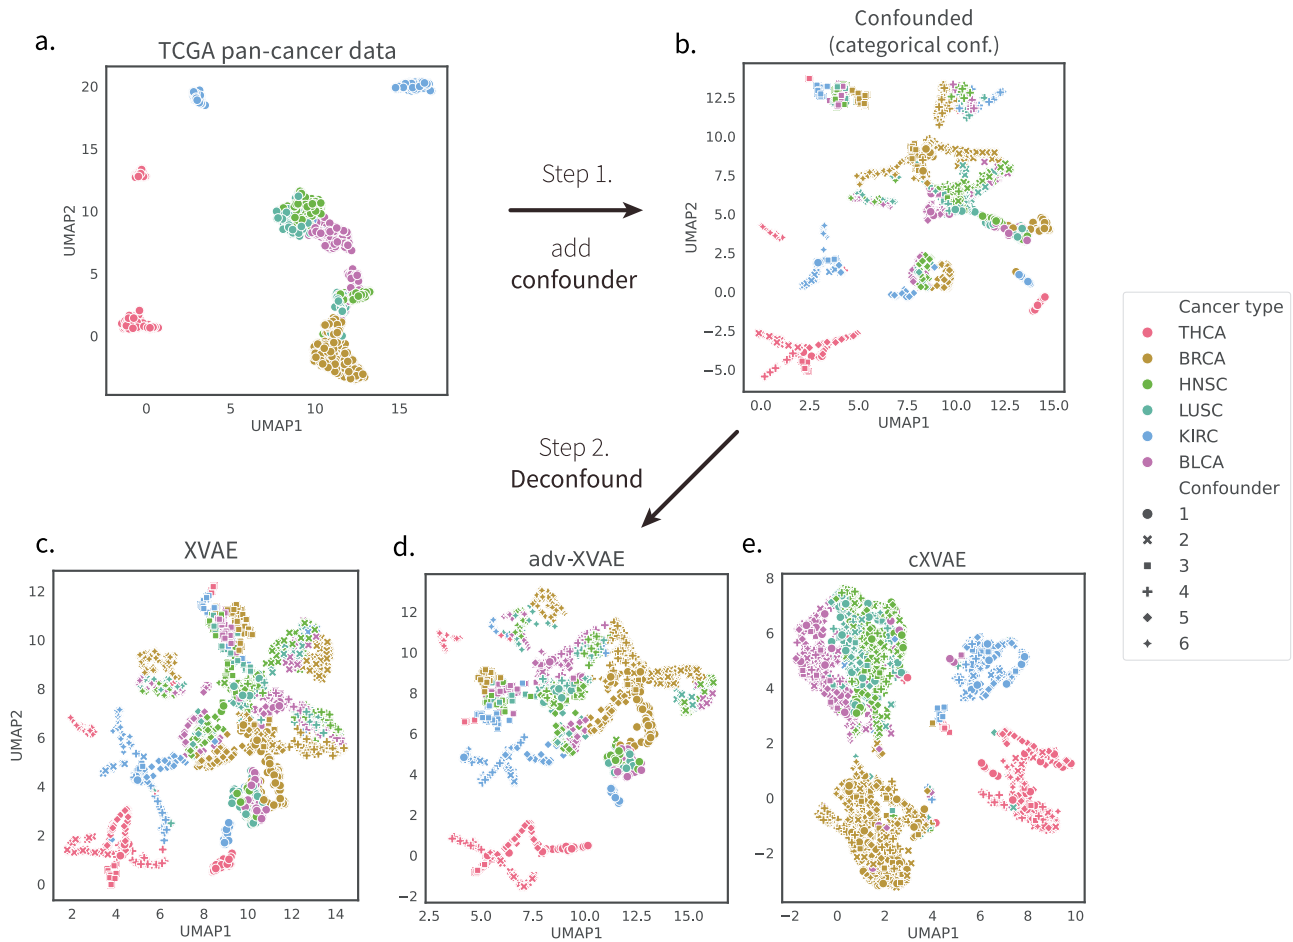 a.
TCGA pan-cancer data
20
15
10
5
0
UMAP2
0 5 10 15
UMAP1
Step 1.
add
confounder
b.
Confounded
(categorical conf.)
12.5
10.0
7.5
5.0
2.5
0.0
−2.5
−5.0
UMAP2
0.0 2.5 5.0 7.5 10.0 12.5 15.0
UMAP1
Step 2.
Deconfound
Cancer type
THCA
BRCA
HNSC
LUSC
KIRC
BLCA
Confounder
1
2
3
4
5
6
c.
XVAE
12
10
8
6
4
2
0
UMAP2
2 4 6 8 10 12 14
UMAP1
d.
adv-XVAE
12
10
8
6
4
2
0
−2
2.5 5.0 7.5 10.0 12.5 15.0
UMAP1
e.
cXVAE
8
6
4
2
0
−2
−2 0 2 4 6 8 10
UMAP1